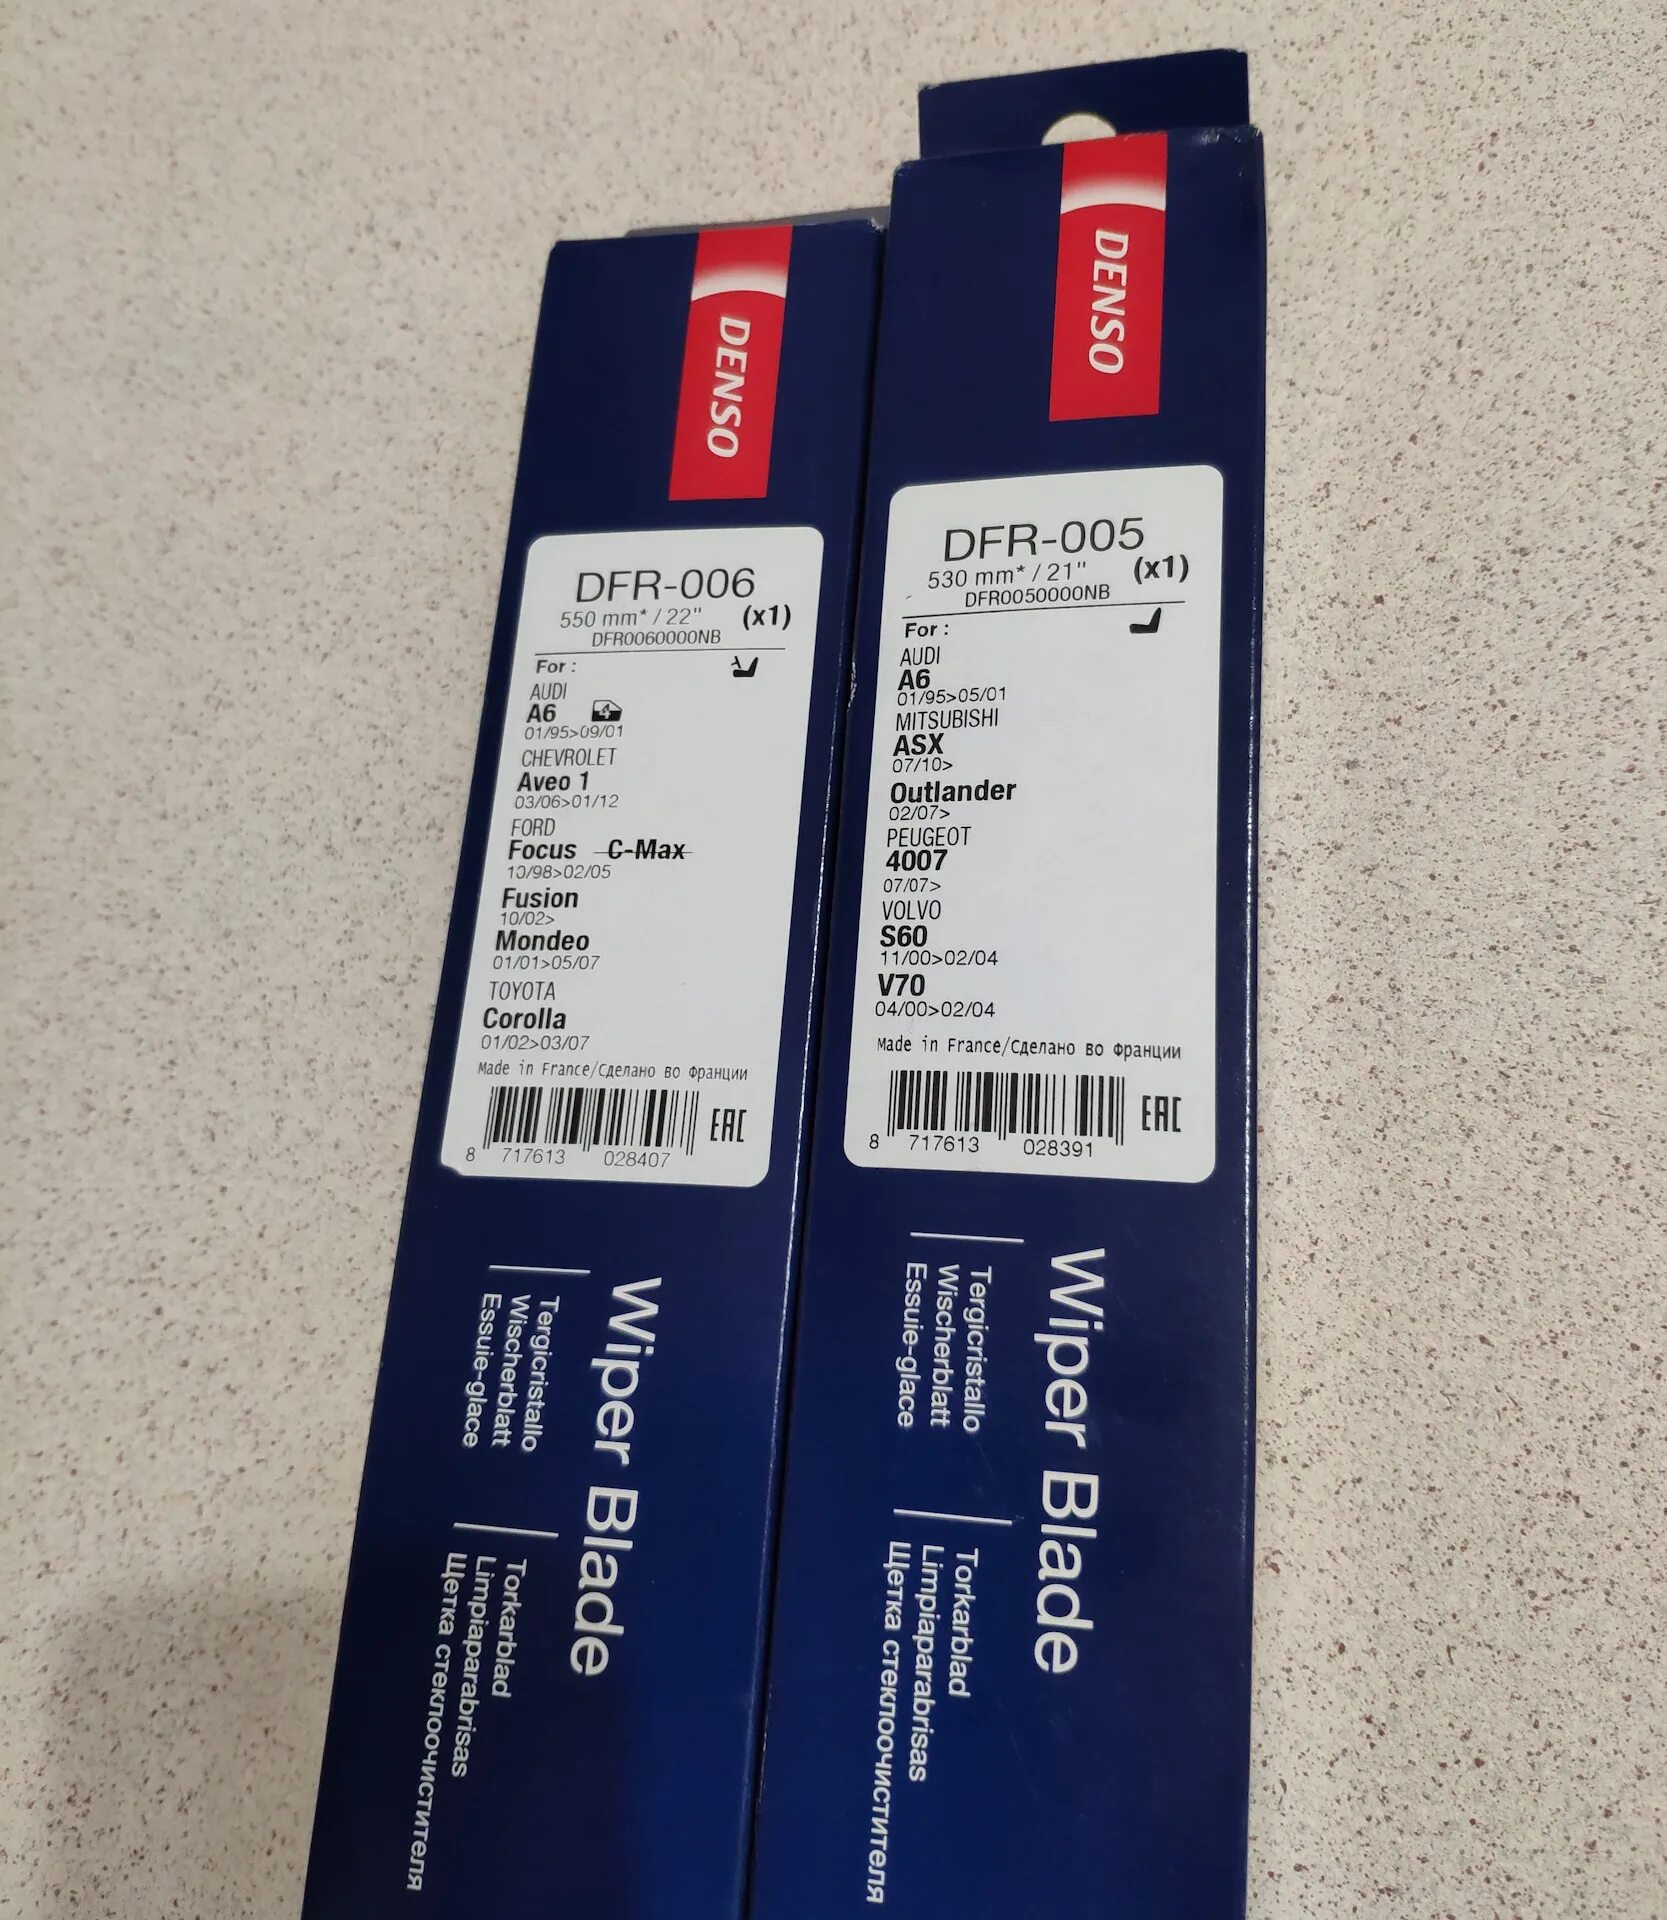 DENSO
DFR-006
550 mm* / 22" (x1)
DFR0060000NB
For :
AUDI
A6
01/95>09/01
CHEVROLET
Aveo 1
03/06>01/12
FORD
Focus C-Max
10/98>02/05
Fusion
10/02>
Mondeo
01/01>05/07
TOYOTA
Corolla
01/02>03/07
Made in France/Сделано во Франции
8 717613 028407
EAC
Wiper Blade
Tergicristallo
Wischerblatt
Essuie-glace
Torkarblad
Limpiaparabrisas
Щетка стеклоочистителя
DENSO
DFR-005
530 mm* / 21" (x1)
DFR0050000NB
For :
AUDI
A6
01/95>05/01
MITSUBISHI
ASX
07/10>
Outlander
02/07>
PEUGEOT
4007
07/07>
VOLVO
S60
11/00>02/04
V70
04/00>02/04
Made in France/Сделано во Франции
8 717613 028391
EAC
Wiper Blade
Tergicristallo
Wischerblatt
Essuie-glace
Torkarblad
Limpiaparabrisas
Щетка стеклоочистителя